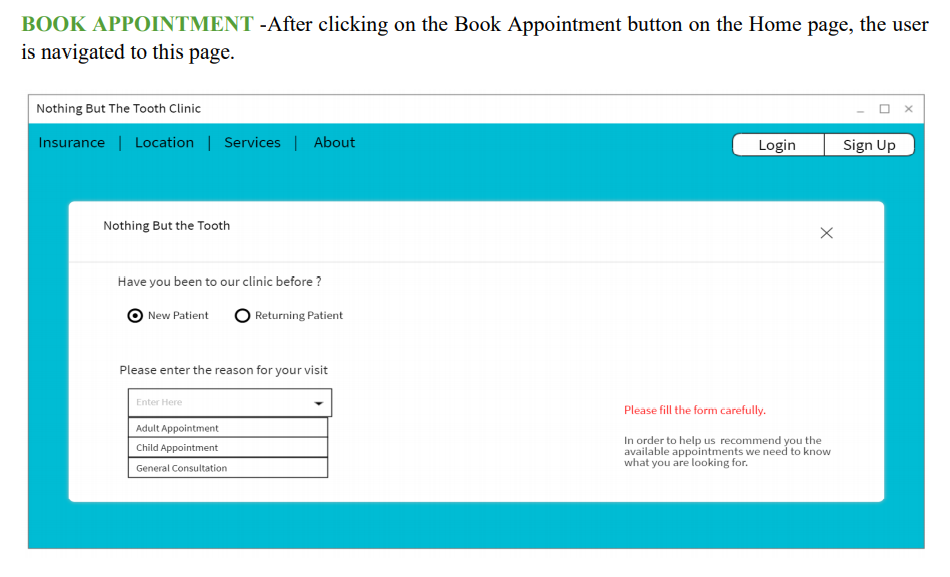 BOOK APPOINTMENT -After clicking on the Book Appointment button on the Home page, the user
is navigated to this page.
Nothing But The Tooth Clinic
Insurance | Location | Services | About
Login
Sign Up
Nothing But the Tooth
Have you been to our clinic before ?
New Patient
Returning Patient
Please enter the reason for your visit
Enter Here
Adult Appointment
Child Appointment
General Consultation
Please fill the form carefully.
In order to help us recommend you the
available appointments we need to know
what you are looking for.